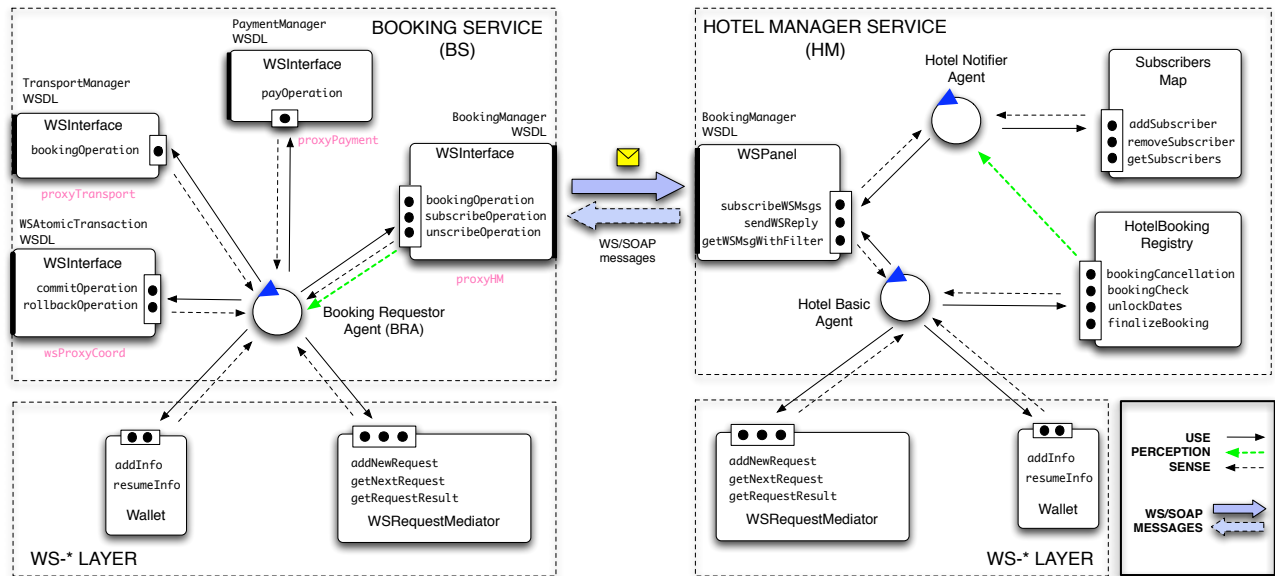 PaymentManager
WSDL
BOOKING SERVICE
(BS)
WSInterface
payOperation
proxyPayment
TransportManager
WSDL
WSInterface
bookingOperation
proxyTransport
BookingManager
WSDL
WSInterface
bookingOperation
subscribeOperation
unscribeOperation
proxyHM
WSAtomicTransaction
WSDL
WSInterface
commitOperation
rollbackOperation
wsProxyCoord
Booking Requestor
Agent (BRA)
addInfo
resumeInfo
Wallet
addNewRequest
getNextRequest
getRequestResult
WSRequestMediator
WS-* LAYER
WS/SOAP
messages
HOTEL MANAGER SERVICE
(HM)
Hotel Notifier
Agent
Subscribers
Map
addSubscriber
removeSubscriber
getSubscribers
BookingManager
WSDL
WSPanel
subscribeWSMsgs
sendWSReply
getWSMsgWithFilter
HotelBooking
Registry
bookingCancellation
bookingCheck
unlockDates
finalizeBooking
Hotel Basic
Agent
addNewRequest
getNextRequest
getRequestResult
WSRequestMediator
addInfo
resumeInfo
Wallet
WS-* LAYER
USE
PERCEPTION
SENSE
WS/SOAP
MESSAGES